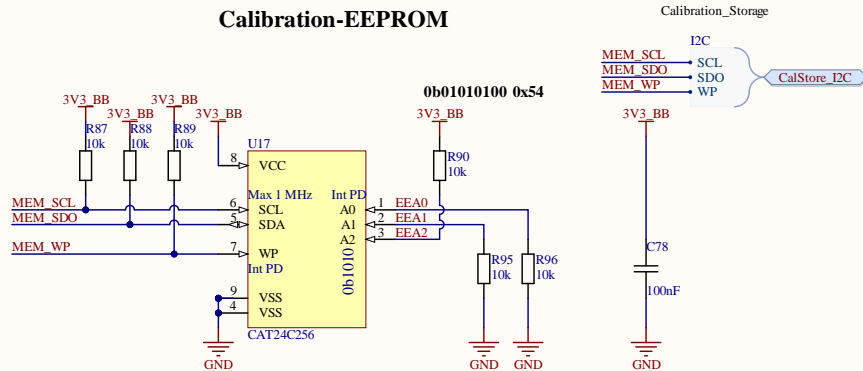 Calibration-EEPROM
Calibration_Storage
I2C
MEM_SCL
SCL
MEM_SDO
SDO
MEM_WP
WP
CalStore_I2C
0b01010100 0x54
3V3_BB
3V3_BB
3V3_BB
3V3_BB
3V3_BB
3V3_BB
R87
10k
R88
10k
R89
10k
U17
R90
10k
8
VCC
Max 1 MHz
Int PD
MEM_SCL
6
SCL
A0
1
EEA0
MEM_SDO
5
SDA
A1
2
EEA1
A2
3
EEA2
MEM_WP
7
WP
Int PD
0b1010
R95
10k
R96
10k
C78
100nF
9
VSS
4
VSS
CAT24C256
GND
GND
GND
GND